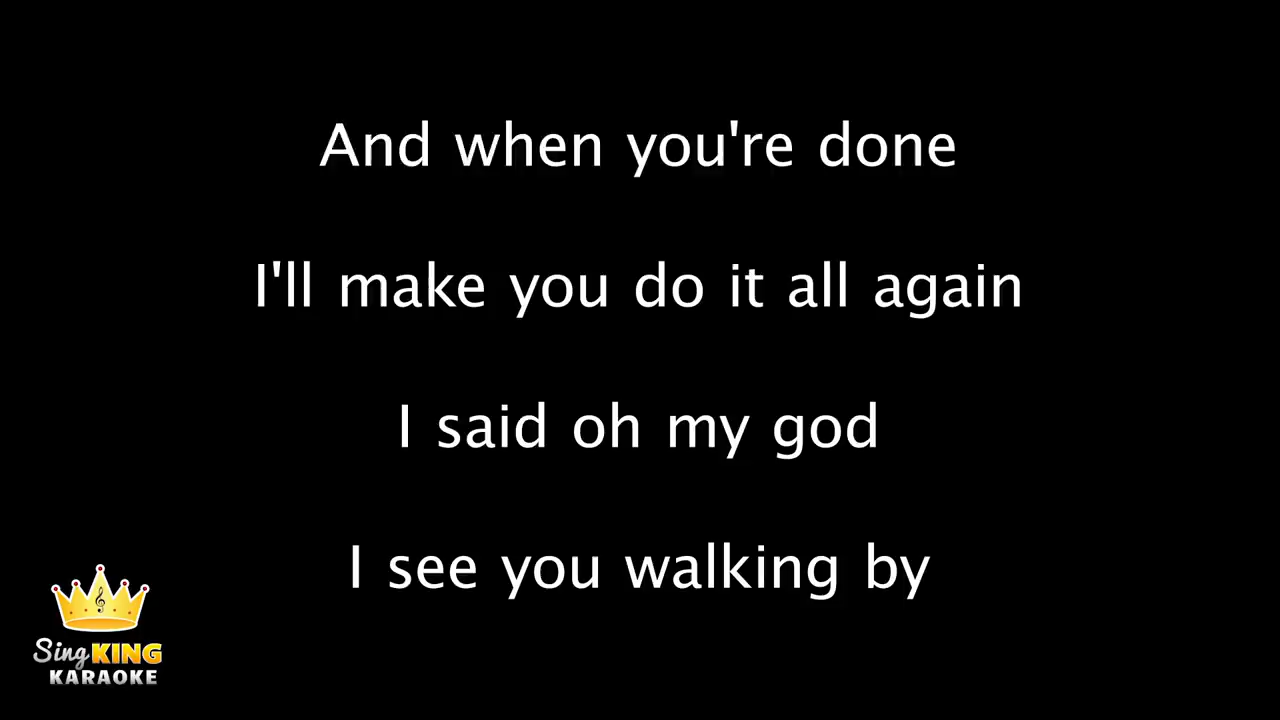 And when you're done
I'll make you do it all again
I said oh my god
I see you walking by
Sing KING
KARAOKE